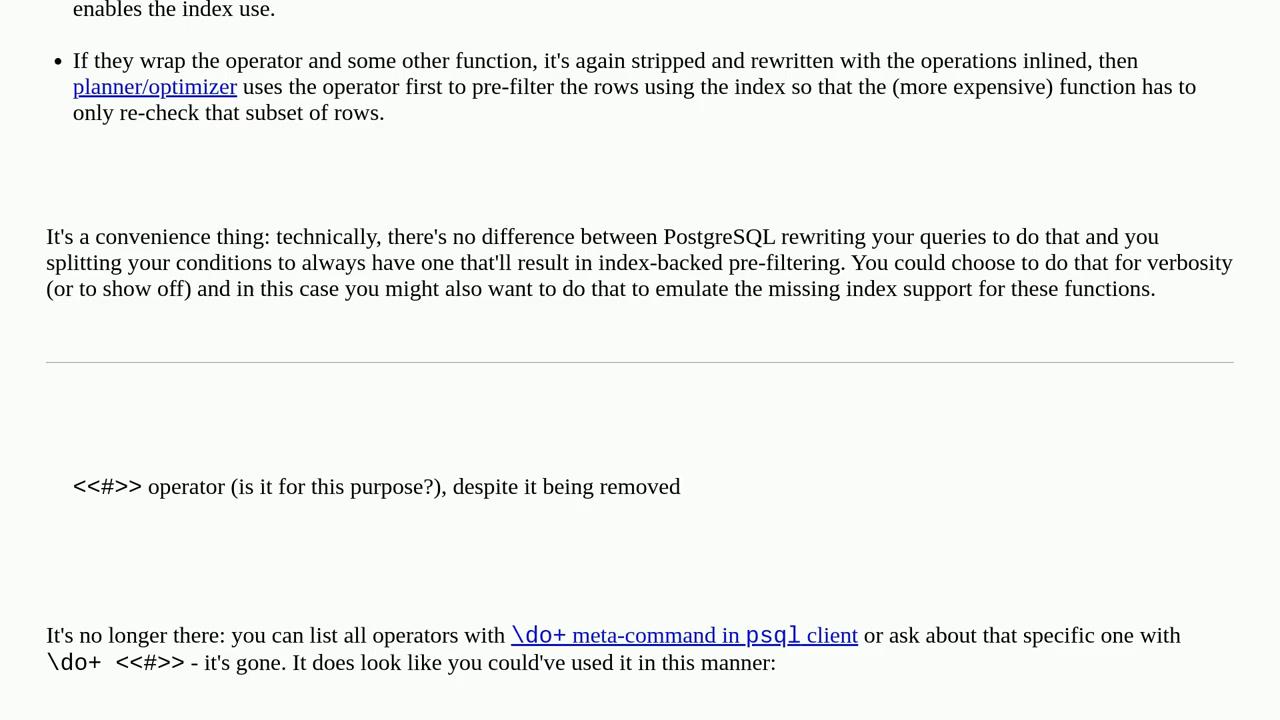 enables the index use.
If they wrap the operator and some other function, it's again stripped and rewritten with the operations inlined, then
planner/optimizer uses the operator first to pre-filter the rows using the index so that the (more expensive) function has to
only re-check that subset of rows.
It's a convenience thing: technically, there's no difference between PostgreSQL rewriting your queries to do that and you
splitting your conditions to always have one that'll result in index-backed pre-filtering. You could choose to do that for verbosity
(or to show off) and in this case you might also want to do that to emulate the missing index support for these functions.
<<#>> operator (is it for this purpose?), despite it being removed
It's no longer there: you can list all operators with \do+ meta-command in psql client or ask about that specific one with
\do+ <<#>> - it's gone. It does look like you could've used it in this manner: